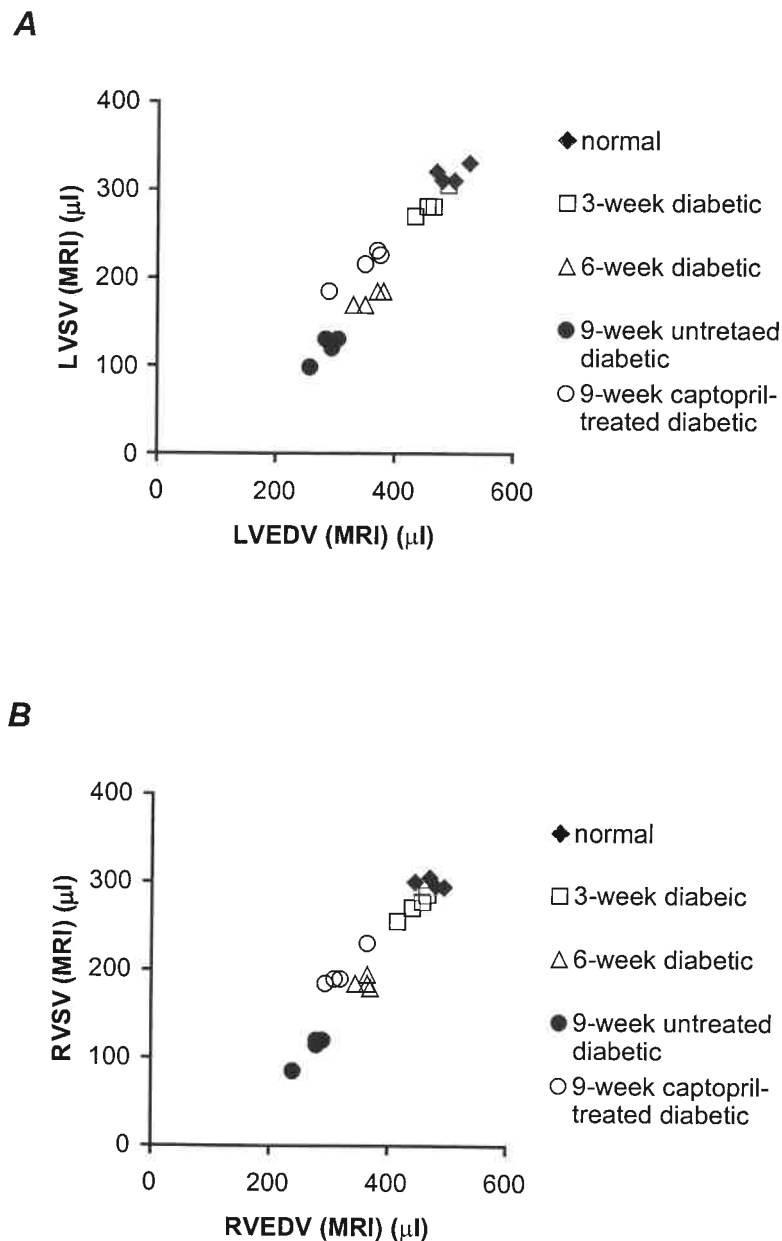 A
400
300
200
100
0
LVSV (MRI) (µl)
0 200 400 600
LVEDV (MRI) (µl)
normal
3-week diabetic
6-week diabetic
9-week untretaed
diabetic
9-week captopril-
treated diabetic
B
400
300
200
100
0
RVSV (MRI) (µl)
0 200 400 600
RVEDV (MRI) (µl)
normal
3-week diabeic
6-week diabetic
9-week untreated
diabetic
9-week captopril-
treated diabetic